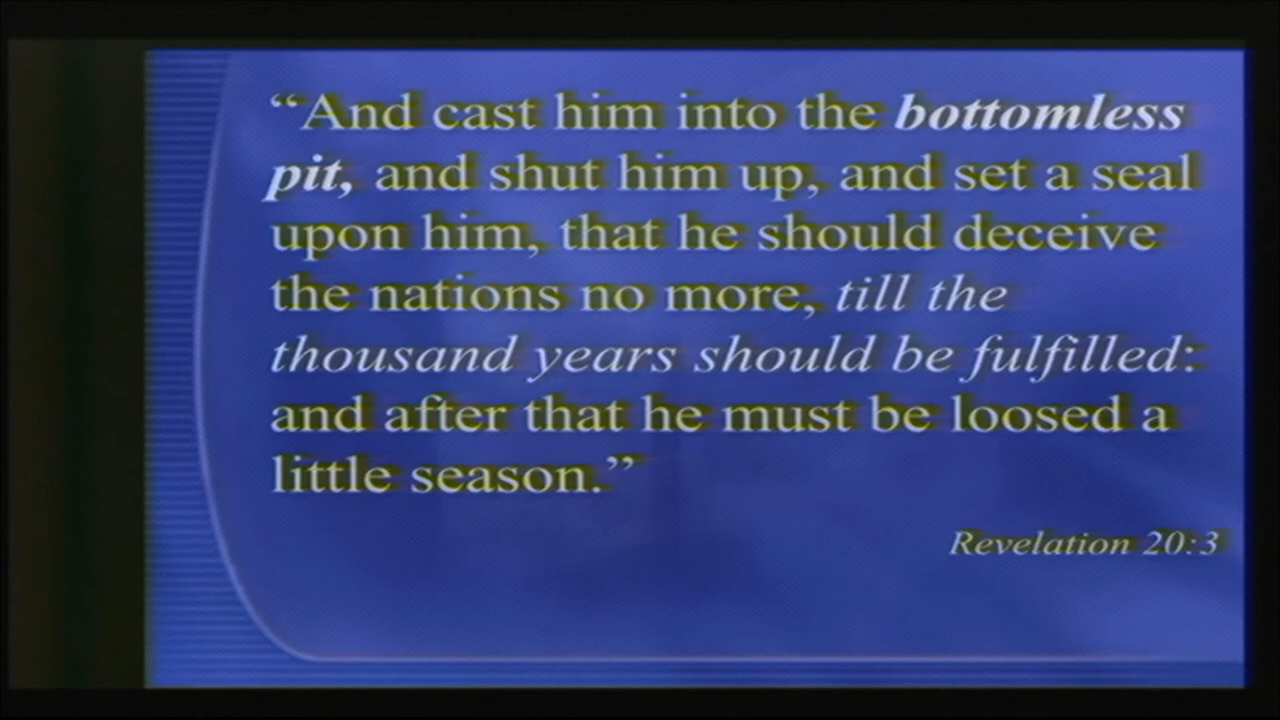 “And cast him into the bottomless
pit, and shut him up, and set a seal
upon him, that he should deceive
the nations no more, till the
thousand years should be fulfilled:
and after that he must be loosed a
little season.”
Revelation 20:3